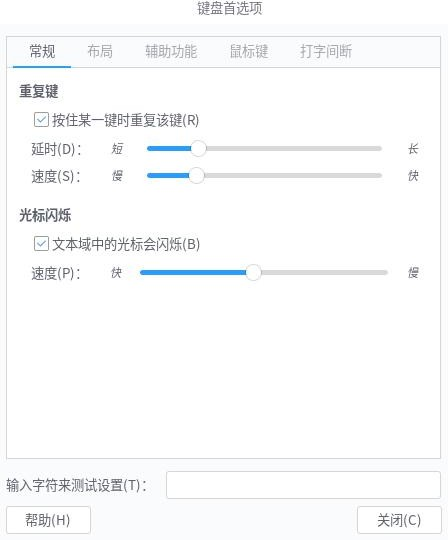 键盘首选项
常规 布局 辅助功能 鼠标键 打字间断
重复键
按住某一键时重复该键(R)
延时(D)： 短 长
速度(S)： 慢 快
光标闪烁
文本域中的光标会闪烁(B)
速度(P)： 快 慢
输入字符来测试设置(T)：
帮助(H) 关闭(C)